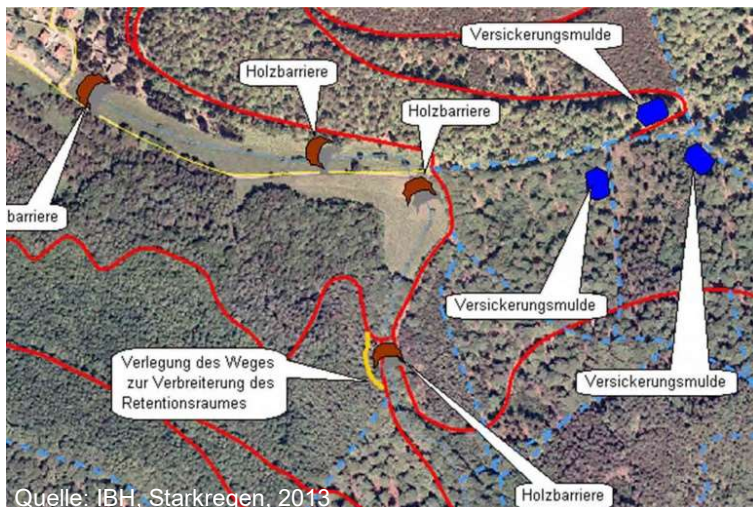 Versickerungsmulde
Holzbarriere
Holzbarriere
barriere
Versickerungsmulde
Versickerungsmulde
Verlegung des Weges
zur Verbreiterung des
Retentionsraumes
Holzbarriere
Quelle: IBH, Starkregen, 2013